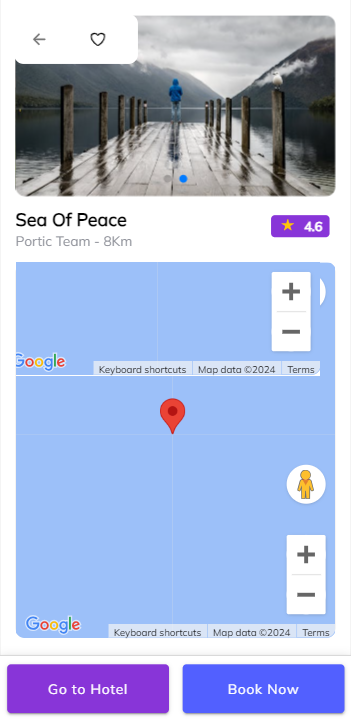 Sea Of Peace
4.6
Portic Team - 8Km
Google
Keyboard shortcuts
Map data ©2024
Terms
Google
Keyboard shortcuts
Map data ©2024
Terms
Go to Hotel
Book Now